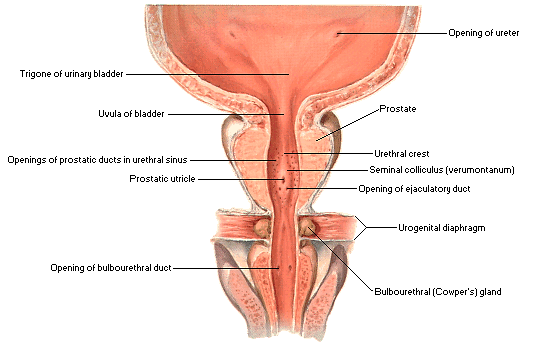 Opening of ureter
Trigone of urinary bladder
Uvula of bladder
Prostate
Urethral crest
Openings of prostatic ducts in urethral sinus
Seminal colliculus (verumontanum)
Prostatic utricle
Opening of ejaculatory duct
Urogenital diaphragm
Opening of bulbourethral duct
Bulbourethral (Cowper's) gland